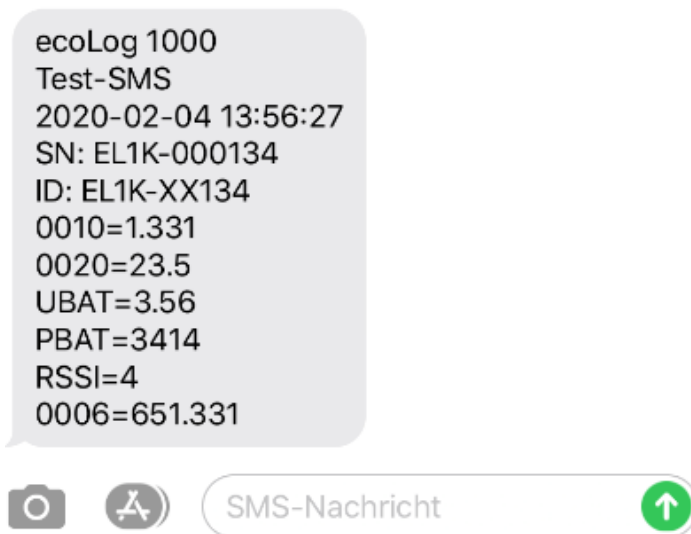 ecoLog 1000
Test-SMS
2020-02-04 13:56:27
SN: EL1K-000134
ID: EL1K-XX134
0010=1.331
0020=23.5
UBAT=3.56
PBAT=3414
RSSI=4
0006=651.331
SMS-Nachricht